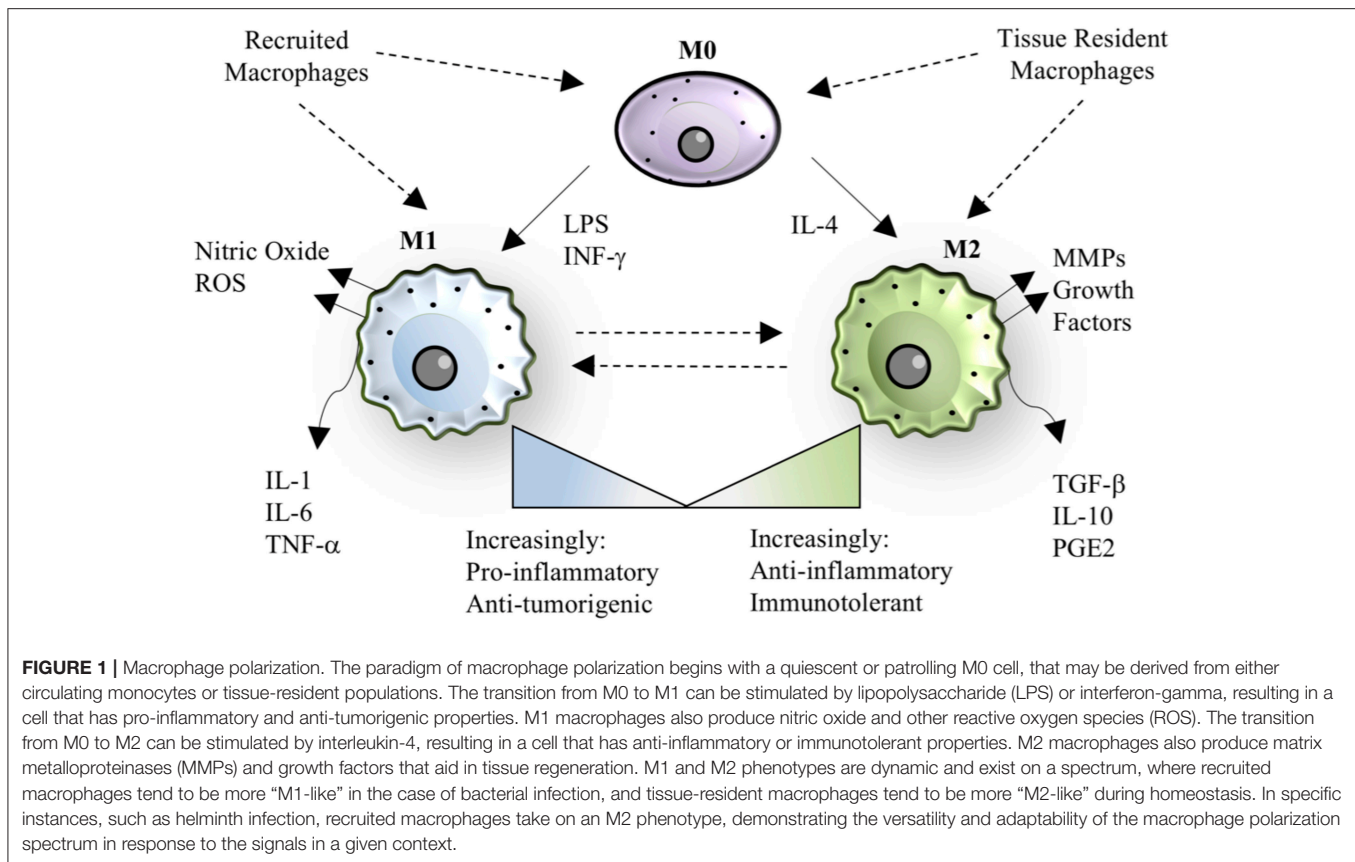 Recruited
Macrophages
M0
Tissue Resident
Macrophages
LPS
INF-γ
IL-4
M1
M2
Nitric Oxide
ROS
MMPs
Growth
Factors
IL-1
IL-6
TNF-α
Increasingly:
Pro-inflammatory
Anti-tumorigenic
Increasingly:
Anti-inflammatory
Immunotolerant
TGF-β
IL-10
PGE2
FIGURE 1 | Macrophage polarization. The paradigm of macrophage polarization begins with a quiescent or patrolling M0 cell, that may be derived from either
circulating monocytes or tissue-resident populations. The transition from M0 to M1 can be stimulated by lipopolysaccharide (LPS) or interferon-gamma, resulting in a
cell that has pro-inflammatory and anti-tumorigenic properties. M1 macrophages also produce nitric oxide and other reactive oxygen species (ROS). The transition
from M0 to M2 can be stimulated by interleukin-4, resulting in a cell that has anti-inflammatory or immunotolerant properties. M2 macrophages also produce matrix
metalloproteinases (MMPs) and growth factors that aid in tissue regeneration. M1 and M2 phenotypes are dynamic and exist on a spectrum, where recruited
macrophages tend to be more “M1-like” in the case of bacterial infection, and tissue-resident macrophages tend to be more “M2-like” during homeostasis. In specific
instances, such as helminth infection, recruited macrophages take on an M2 phenotype, demonstrating the versatility and adaptability of the macrophage polarization
spectrum in response to the signals in a given context.